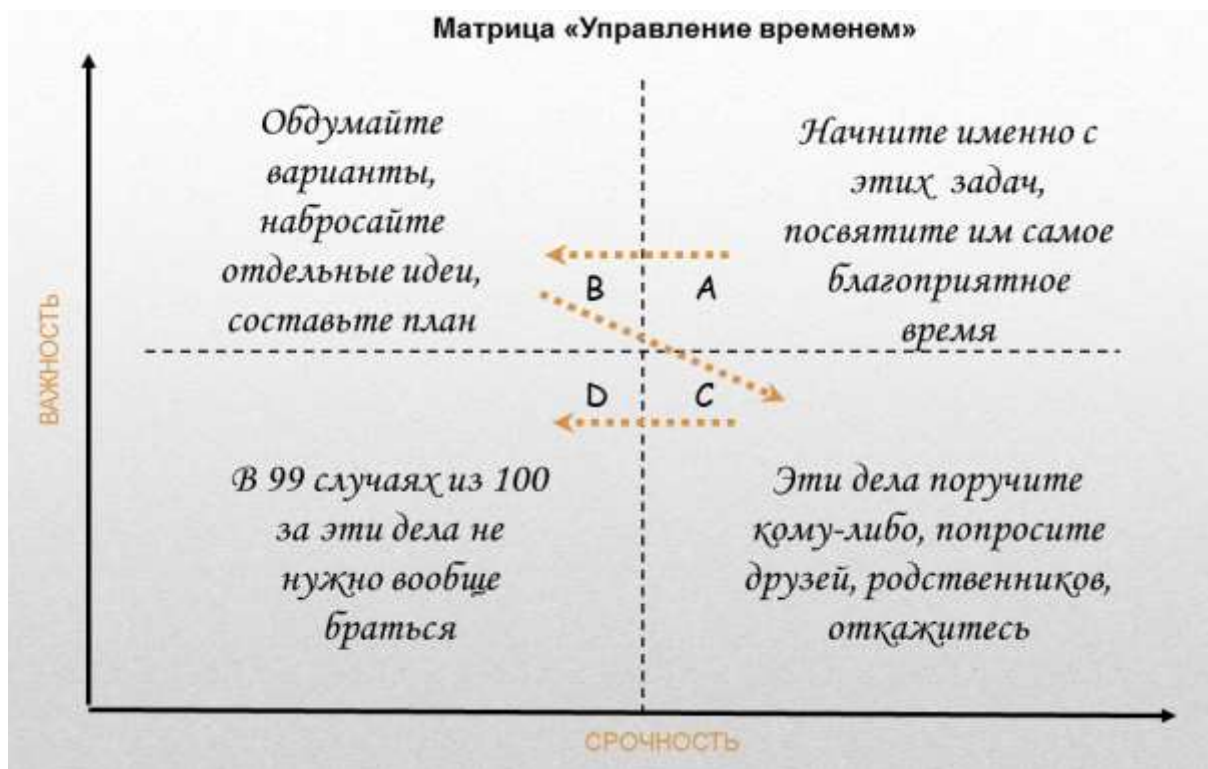 Матрица «Управление временем»
Обдумайте
варианты,
набросайте
отдельные идеи,
составьте план
Начните именно с
этих задач,
посвятите им самое
благоприятное
время
B
A
D
C
В 99 случаях из 100
за эти дела не
нужно вообще
браться
Эти дела поручите
кому-либо, попросите
друзей, родственников,
откажитесь
ВАЖНОСТЬ
СРОЧНОСТЬ